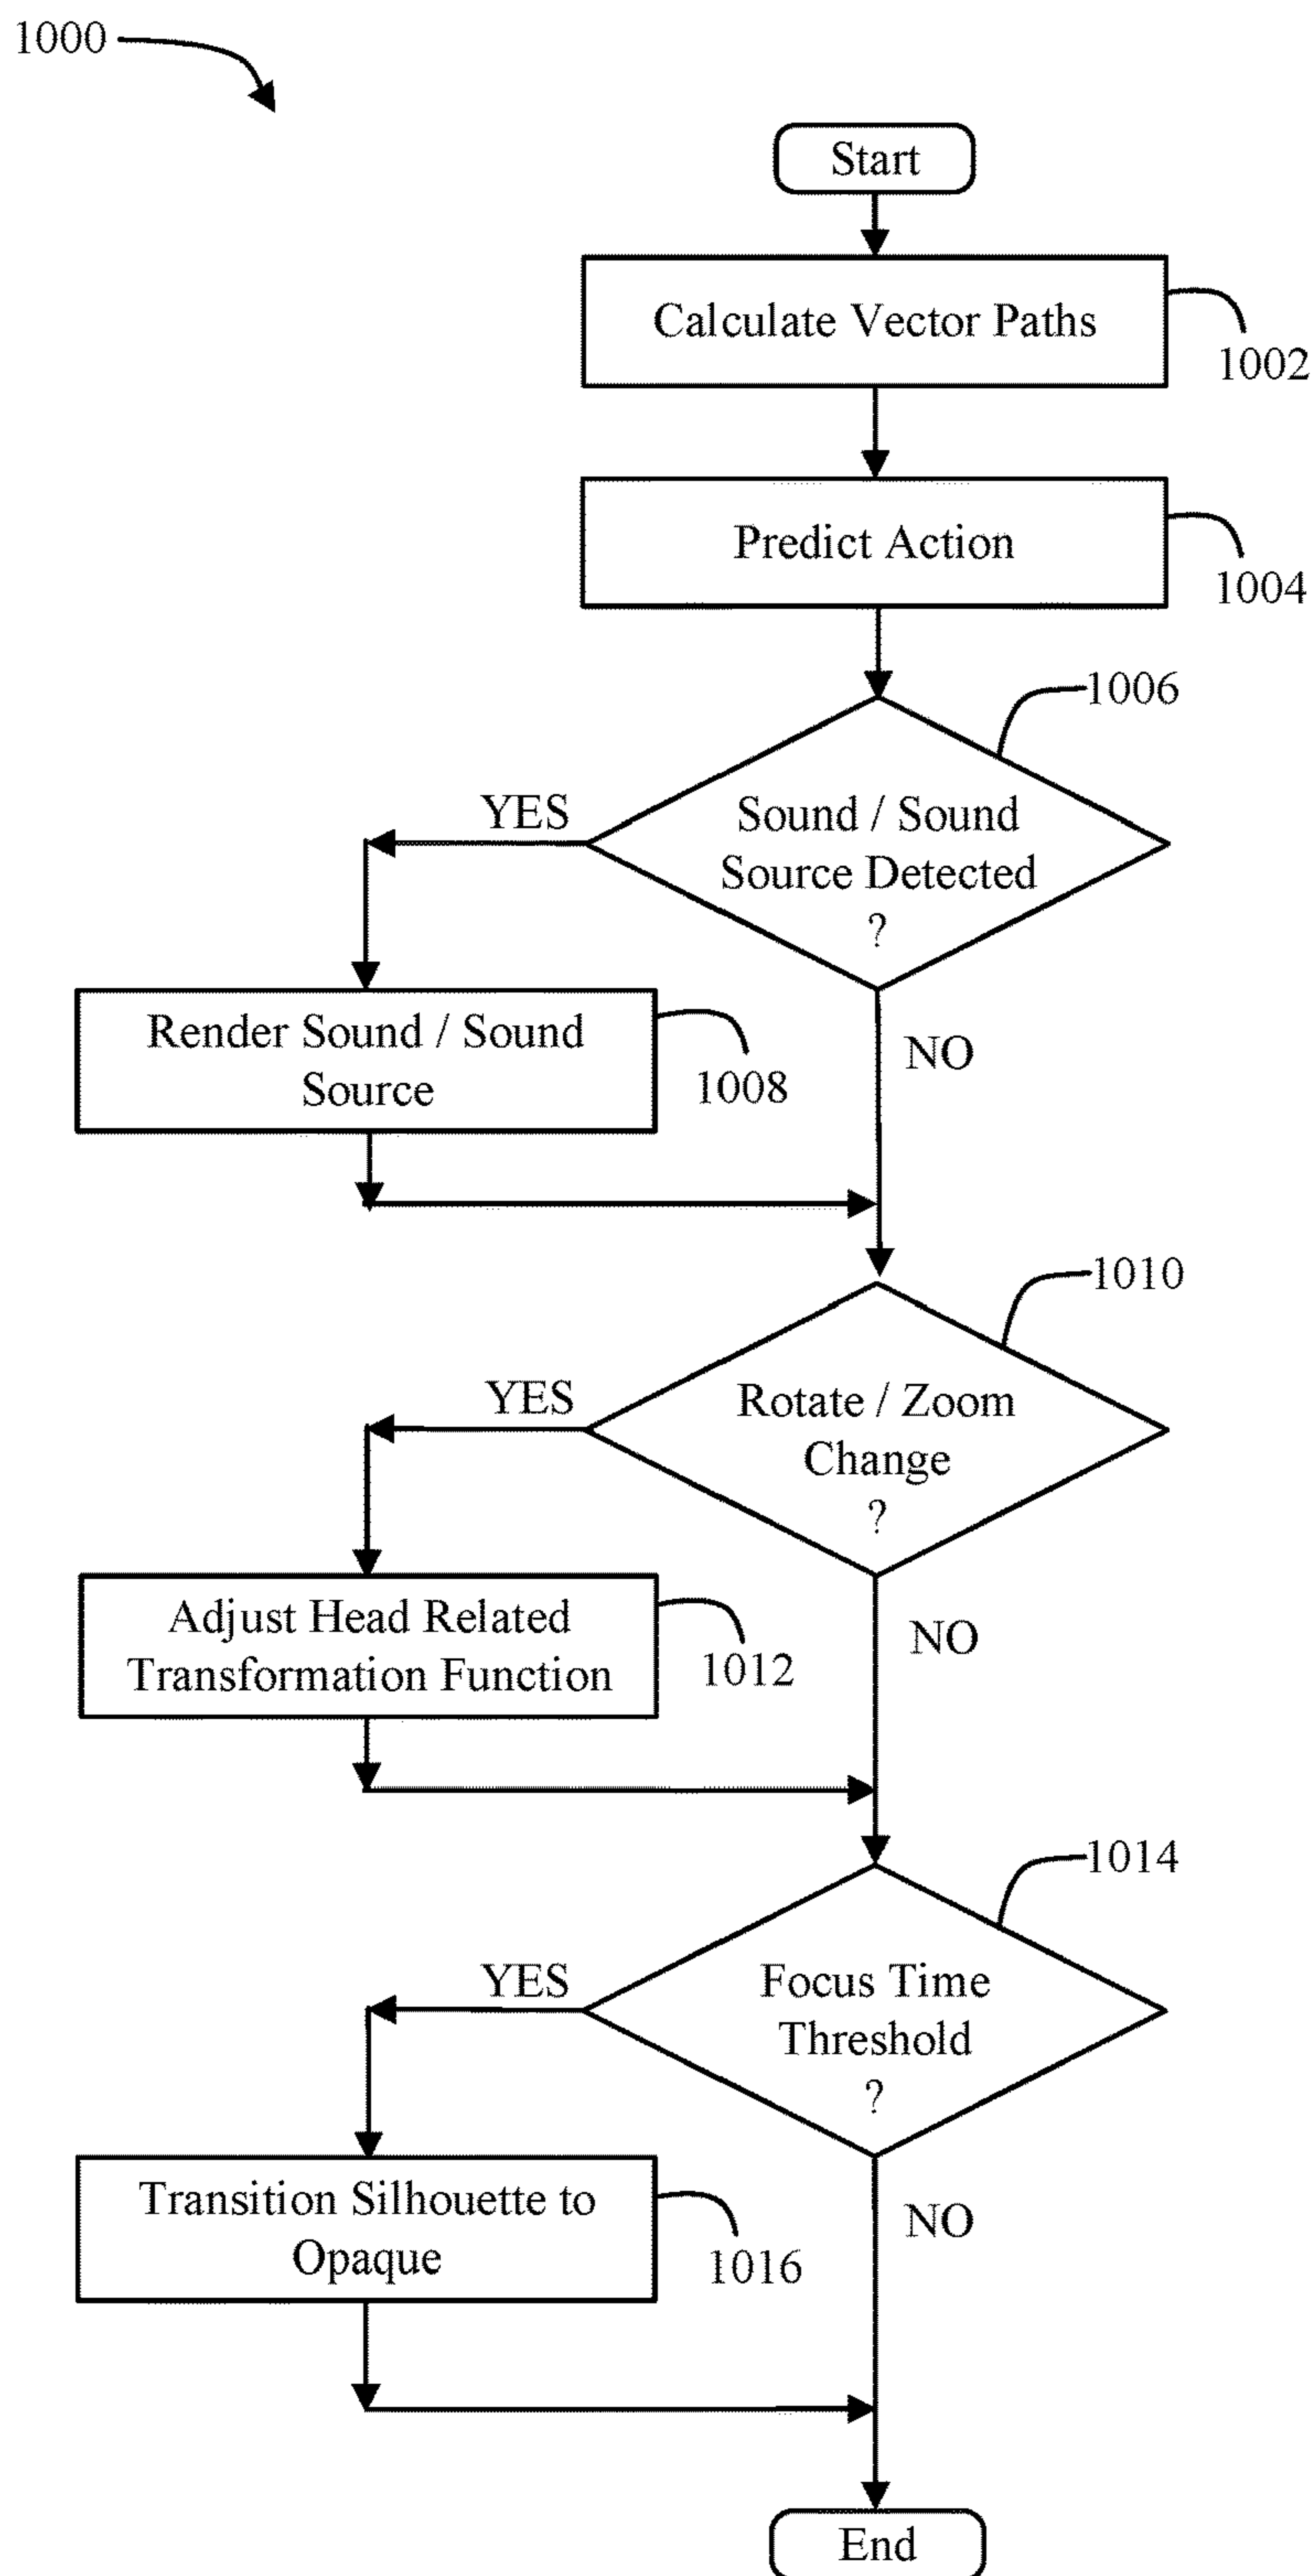 1000
Start
Calculate Vector Paths
1002
Predict Action
1004
1006
YES
Sound / Sound
Source Detected
?
Render Sound / Sound
Source
1008
NO
1010
YES
Rotate / Zoom
Change
?
Adjust Head Related
Transformation Function
1012
NO
1014
YES
Focus Time
Threshold
?
Transition Silhouette to
Opaque
1016
NO
End